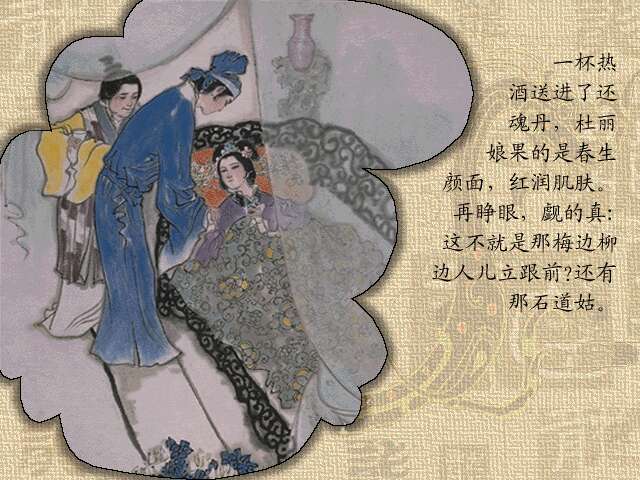 一杯热
酒送进了还
魂丹，杜丽
娘果的是春生
颜面，红润肌肤。
再睁眼，觑的真:
这不就是那梅边柳
边人儿立跟前?还有
那石道姑。